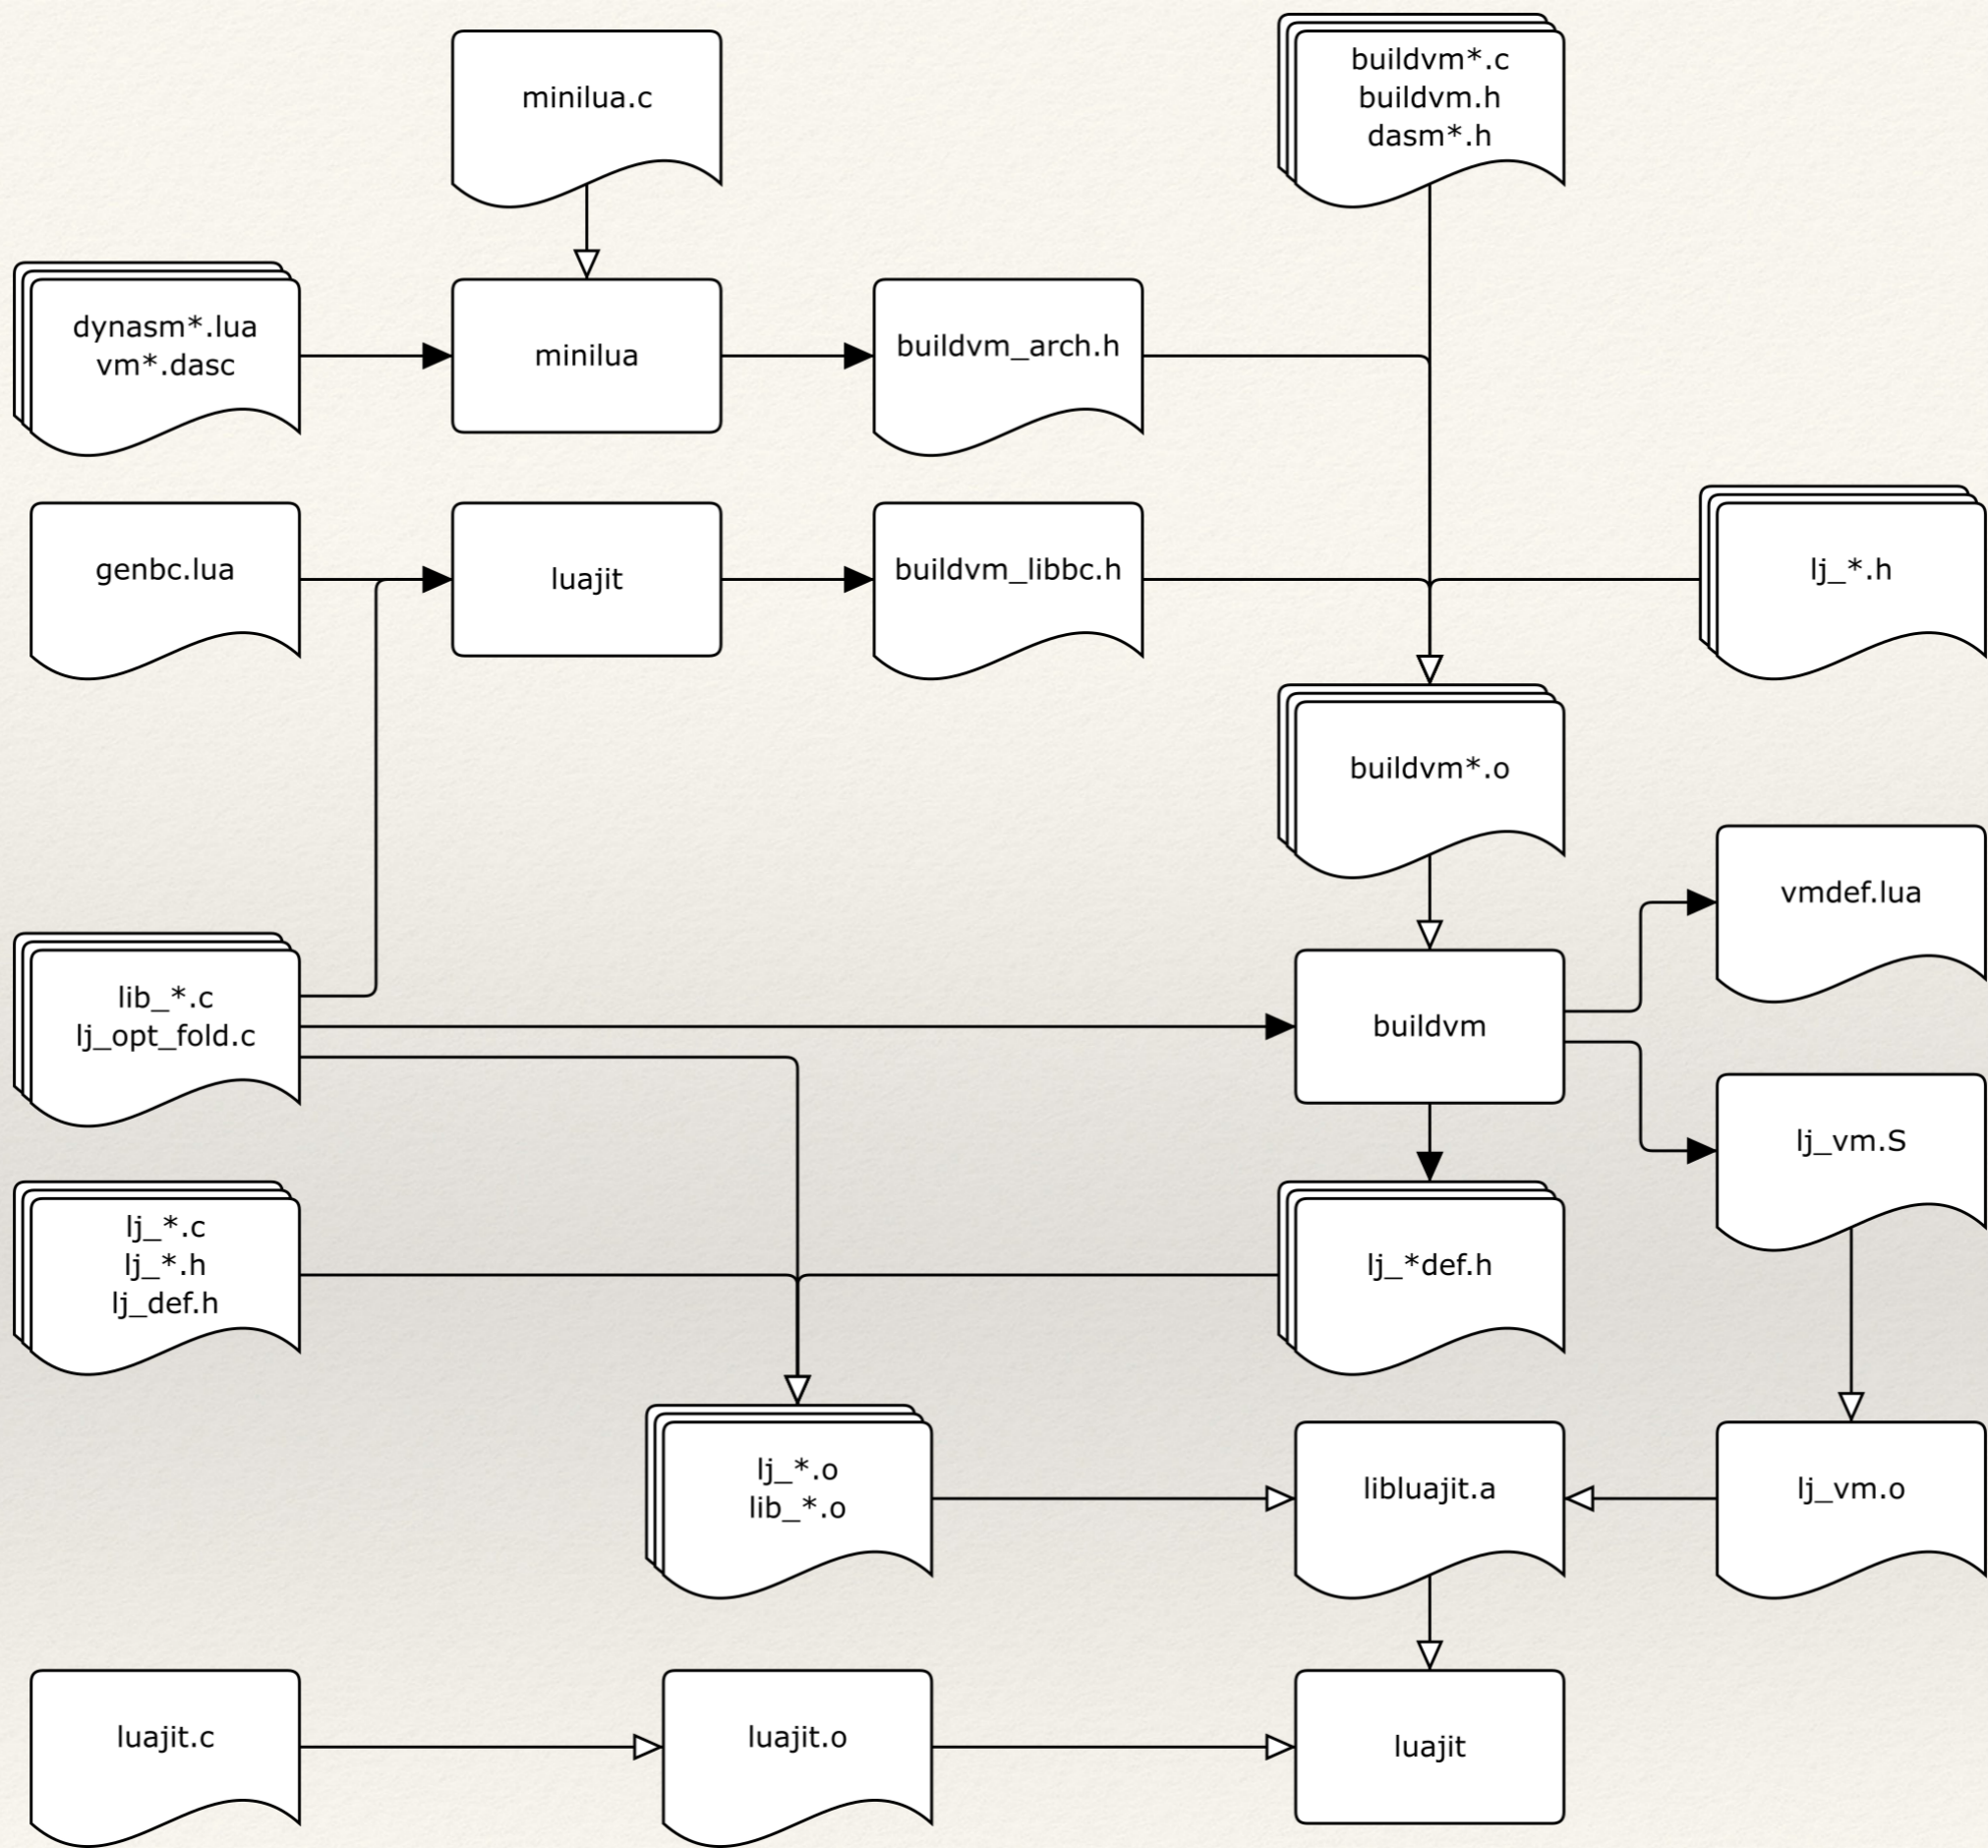 minilua.c
buildvm*.c
buildvm.h
dasm*.h
dynasm*.lua
vm*.dasc
minilua
buildvm_arch.h
genbc.lua
luajit
buildvm_libbc.h
lj_*.h
buildvm*.o
vmdef.lua
lib_*.c
lj_opt_fold.c
buildvm
lj_vm.S
lj_*.c
lj_*.h
lj_def.h
lj_*def.h
lj_*.o
lib_*.o
libluajit.a
lj_vm.o
luajit.c
luajit.o
luajit